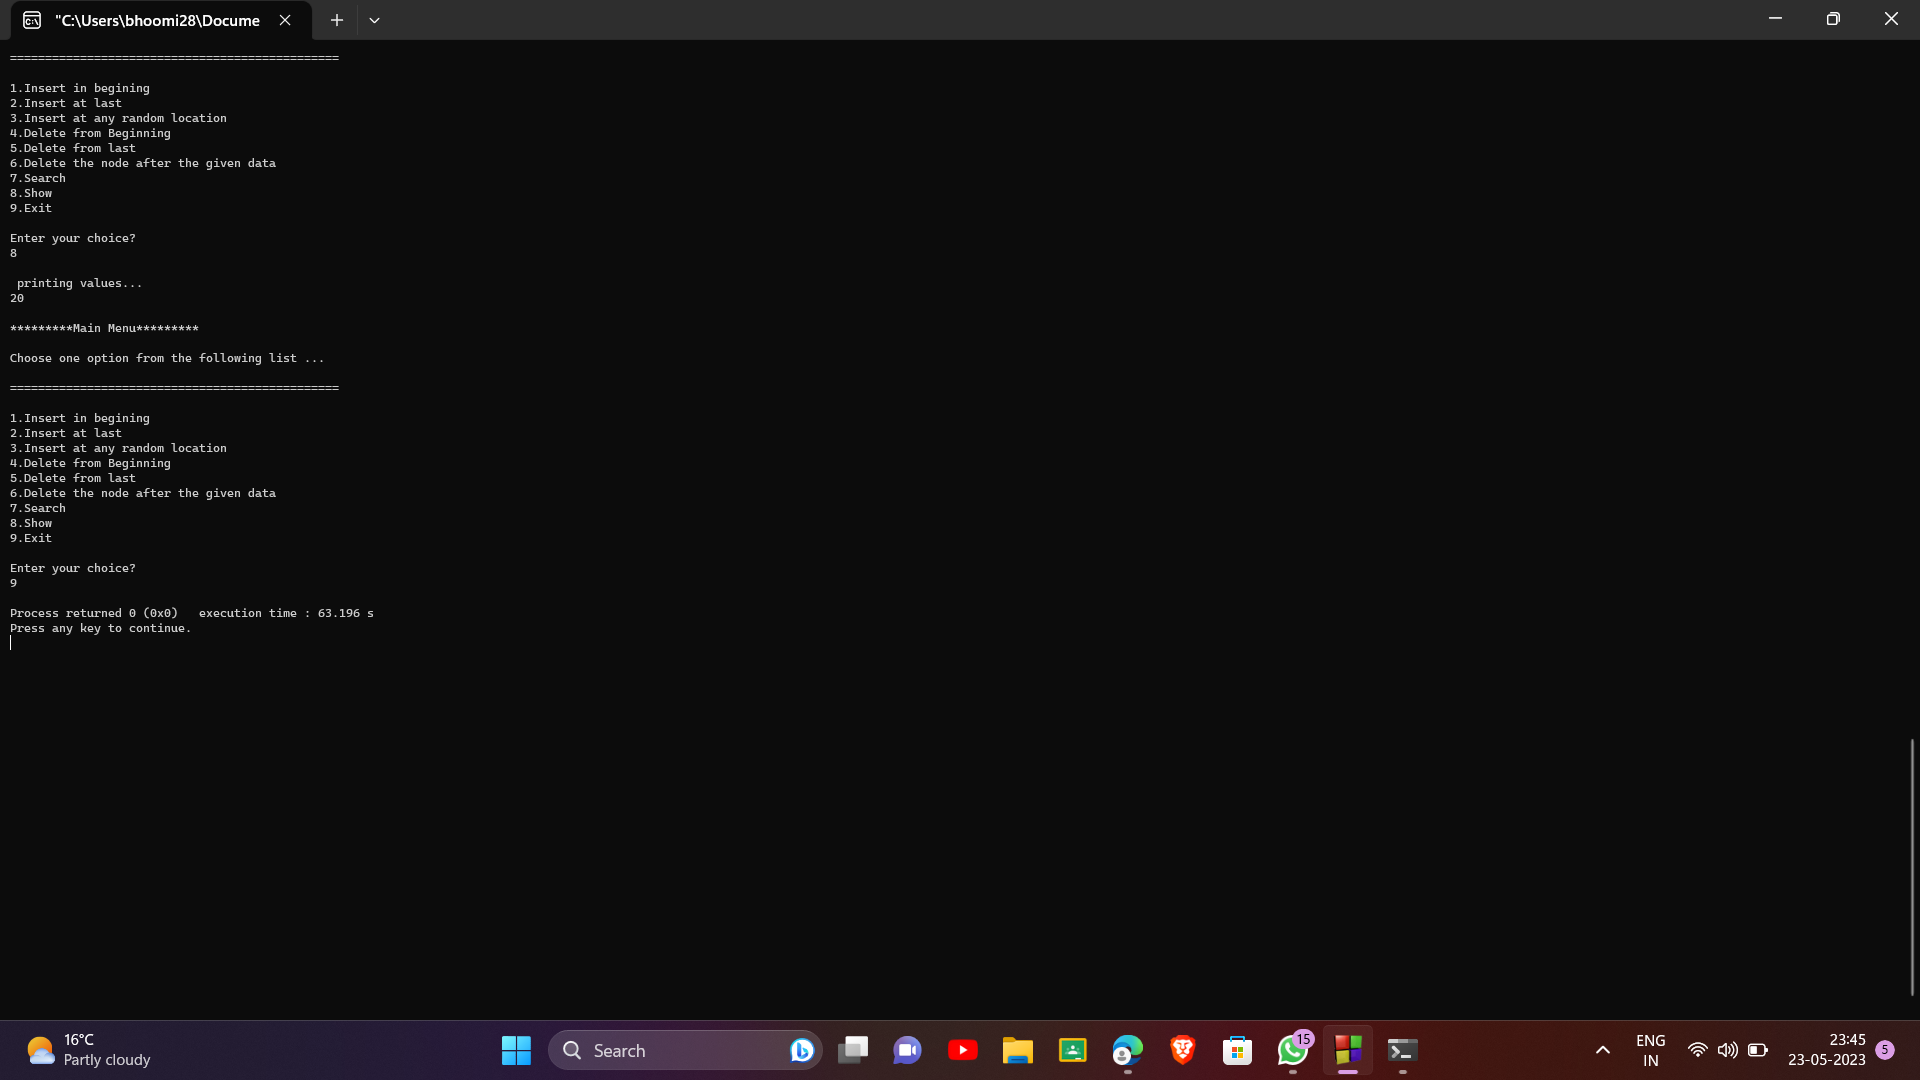 "C:\Users\bhoomi28\Docume
===============================================
1.Insert in begining
2.Insert at last
3.Insert at any random location
4.Delete from Beginning
5.Delete from last
6.Delete the node after the given data
7.Search
8.Show
9.Exit
Enter your choice?
8
printing values...
20
*********Main Menu*********
Choose one option from the following list ...
===============================================
1.Insert in begining
2.Insert at last
3.Insert at any random location
4.Delete from Beginning
5.Delete from last
6.Delete the node after the given data
7.Search
8.Show
9.Exit
Enter your choice?
9
Process returned 0 (0x0)   execution time : 63.196 s
Press any key to continue.
16°C
Partly cloudy
Search
15
ENG
IN
23:45
23-05-2023
5